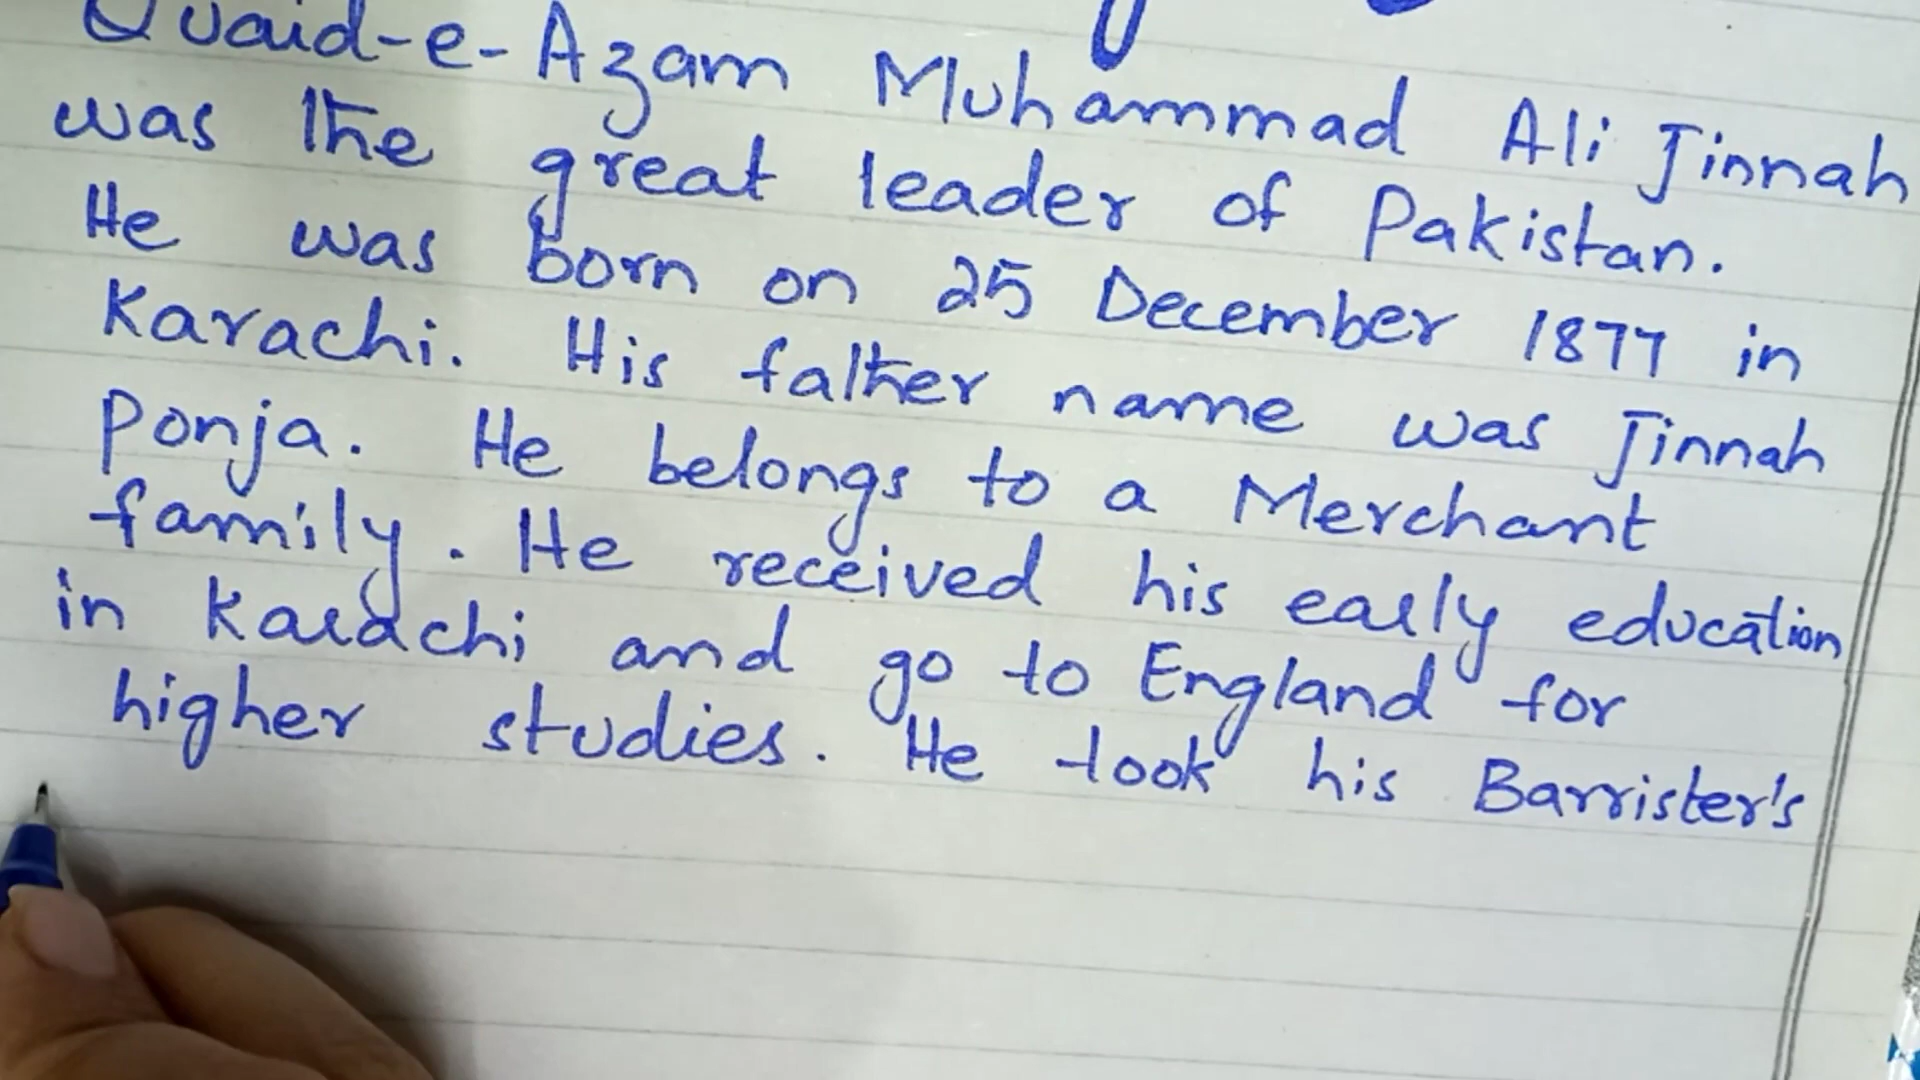 Quaid-e-Azam Muhammad Ali Jinnah
was the great leader of Pakistan.
He was born on 25 December 1877 in
Karachi. His father name was Jinnah
Ponja. He belongs to a Merchant
family. He received his early education
in Karachi and go to England for
higher studies. He took his Barrister's